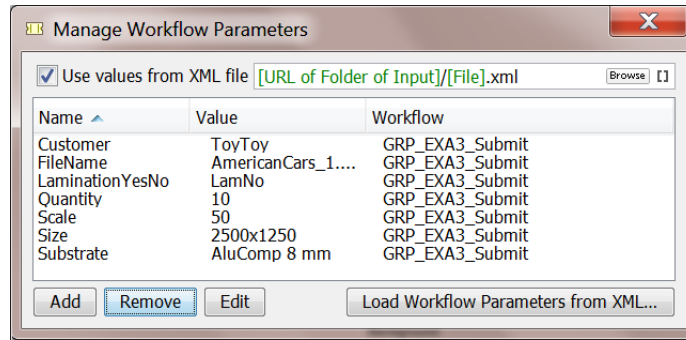 Manage Workflow Parameters
X
Use values from XML file [URL of Folder of Input]/[File].xml Browse []
Name Value Workflow
Customer ToyToy GRP_EXA3_Submit
FileName AmericanCars_1.... GRP_EXA3_Submit
LaminationYesNo LamNo GRP_EXA3_Submit
Quantity 10 GRP_EXA3_Submit
Scale 50 GRP_EXA3_Submit
Size 2500x1250 GRP_EXA3_Submit
Substrate AluComp 8 mm GRP_EXA3_Submit
Add Remove Edit Load Workflow Parameters from XML...